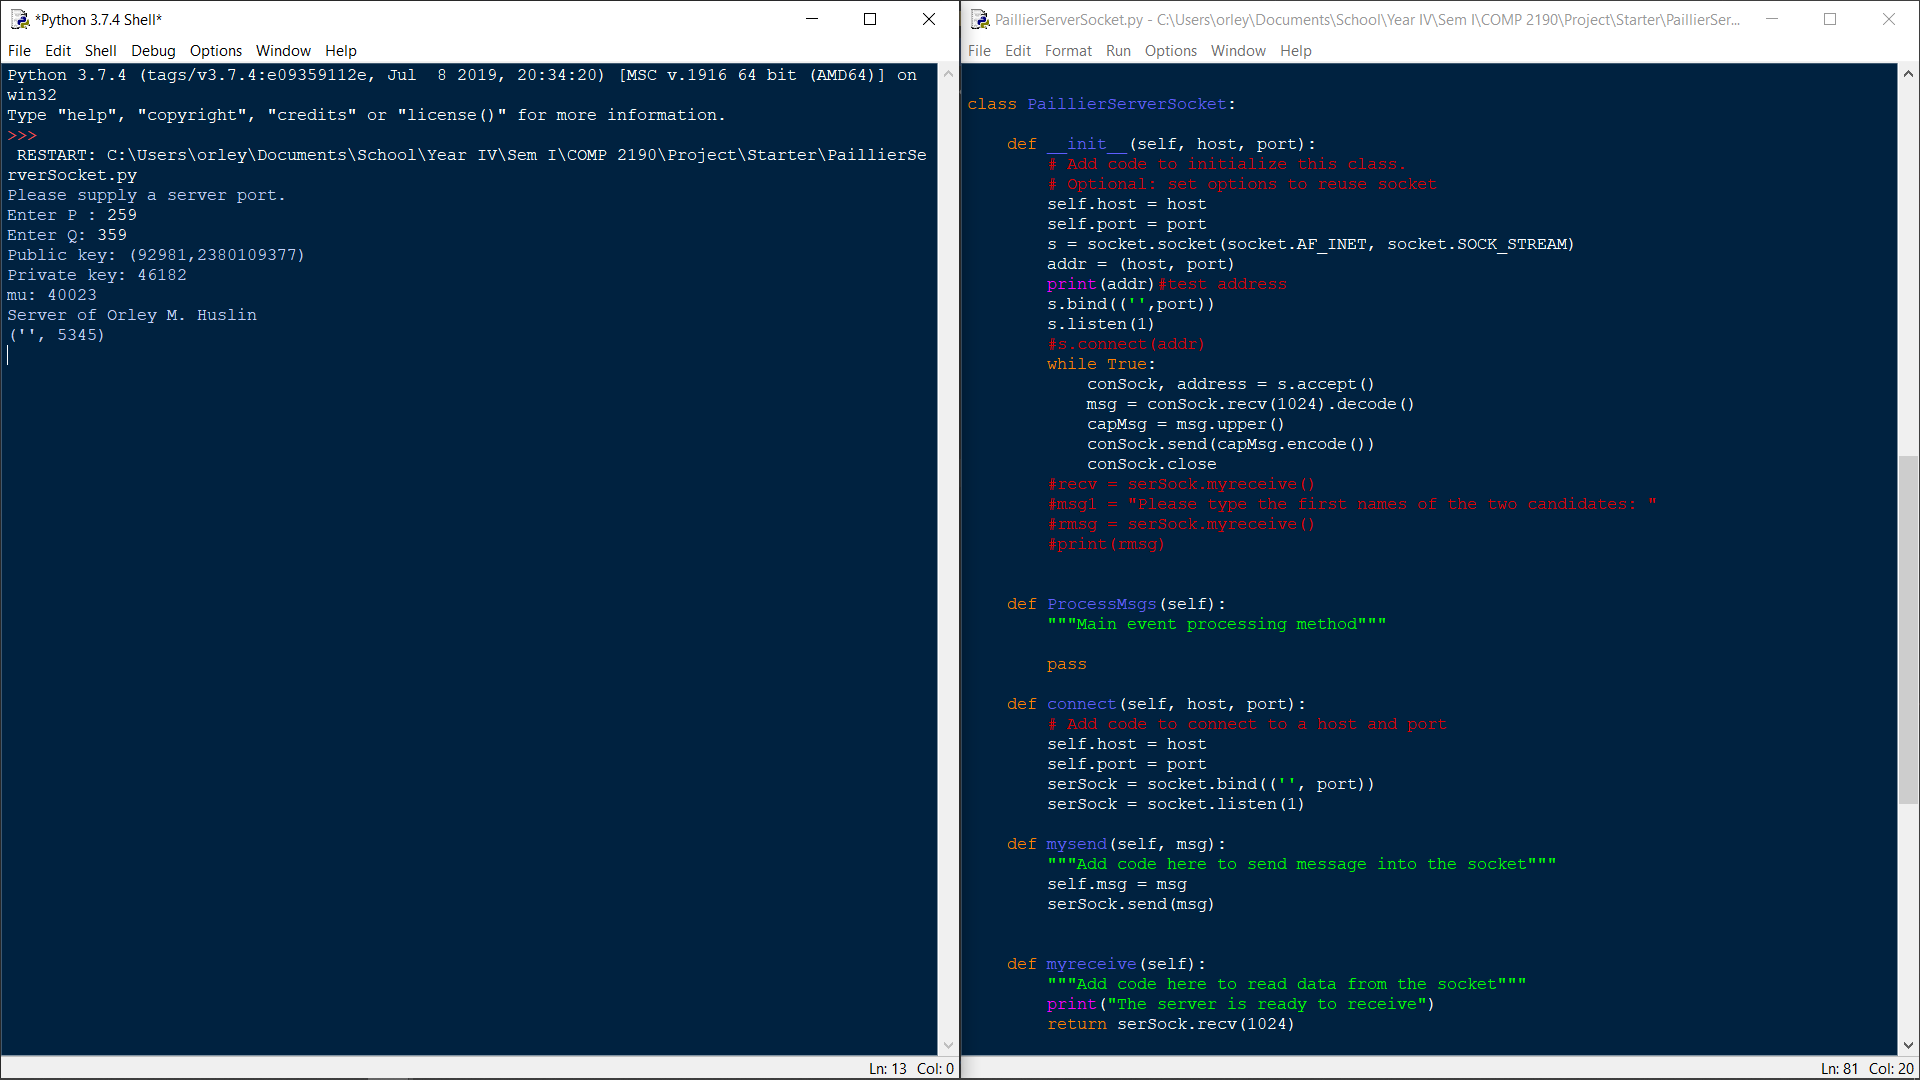 *Python 3.7.4 Shell*
File Edit Shell Debug Options Window Help
Python 3.7.4 (tags/v3.7.4:e09359112e, Jul  8 2019, 20:34:20) [MSC v.1916 64 bit (AMD64)] on
win32
Type "help", "copyright", "credits" or "license()" for more information.
>>>
 RESTART: C:\Users\orley\Documents\School\Year IV\Sem I\COMP 2190\Project\Starter\PaillierSe
rverSocket.py
Please supply a server port.
Enter P : 259
Enter Q: 359
Public key: (92981,2380109377)
Private key: 46182
mu: 40023
Server of Orley M. Huslin
('', 5345)
Ln: 13 Col: 0
PaillierServerSocket.py - C:\Users\orley\Documents\School\Year IV\Sem I\COMP 2190\Project\Starter\PaillierSer...
File Edit Format Run Options Window Help
class PaillierServerSocket:
    def __init__(self, host, port):
        # Add code to initialize this class.
        # Optional: set options to reuse socket
        self.host = host
        self.port = port
        s = socket.socket(socket.AF_INET, socket.SOCK_STREAM)
        addr = (host, port)
        print(addr)#test address
        s.bind(('',port))
        s.listen(1)
        #s.connect(addr)
        while True:
            conSock, address = s.accept()
            msg = conSock.recv(1024).decode()
            capMsg = msg.upper()
            conSock.send(capMsg.encode())
            conSock.close
        #recv = serSock.myreceive()
        #msg1 = "Please type the first names of the two candidates: "
        #rmsg = serSock.myreceive()
        #print(rmsg)
    def ProcessMsgs(self):
        """Main event processing method"""
        pass
    def connect(self, host, port):
        # Add code to connect to a host and port
        self.host = host
        self.port = port
        serSock = socket.bind(('', port))
        serSock = socket.listen(1)
    def mysend(self, msg):
        """Add code here to send message into the socket"""
        self.msg = msg
        serSock.send(msg)
    def myreceive(self):
        """Add code here to read data from the socket"""
        print("The server is ready to receive")
        return serSock.recv(1024)
Ln: 81 Col: 20